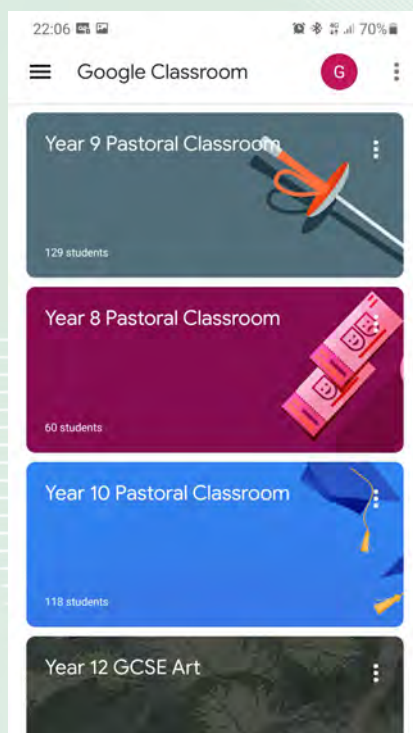 22:06 70%
Google Classroom G
Year 9 Pastoral Classroom
129 students
Year 8 Pastoral Classroom
60 students
Year 10 Pastoral Classroom
118 students
Year 12 GCSE Art